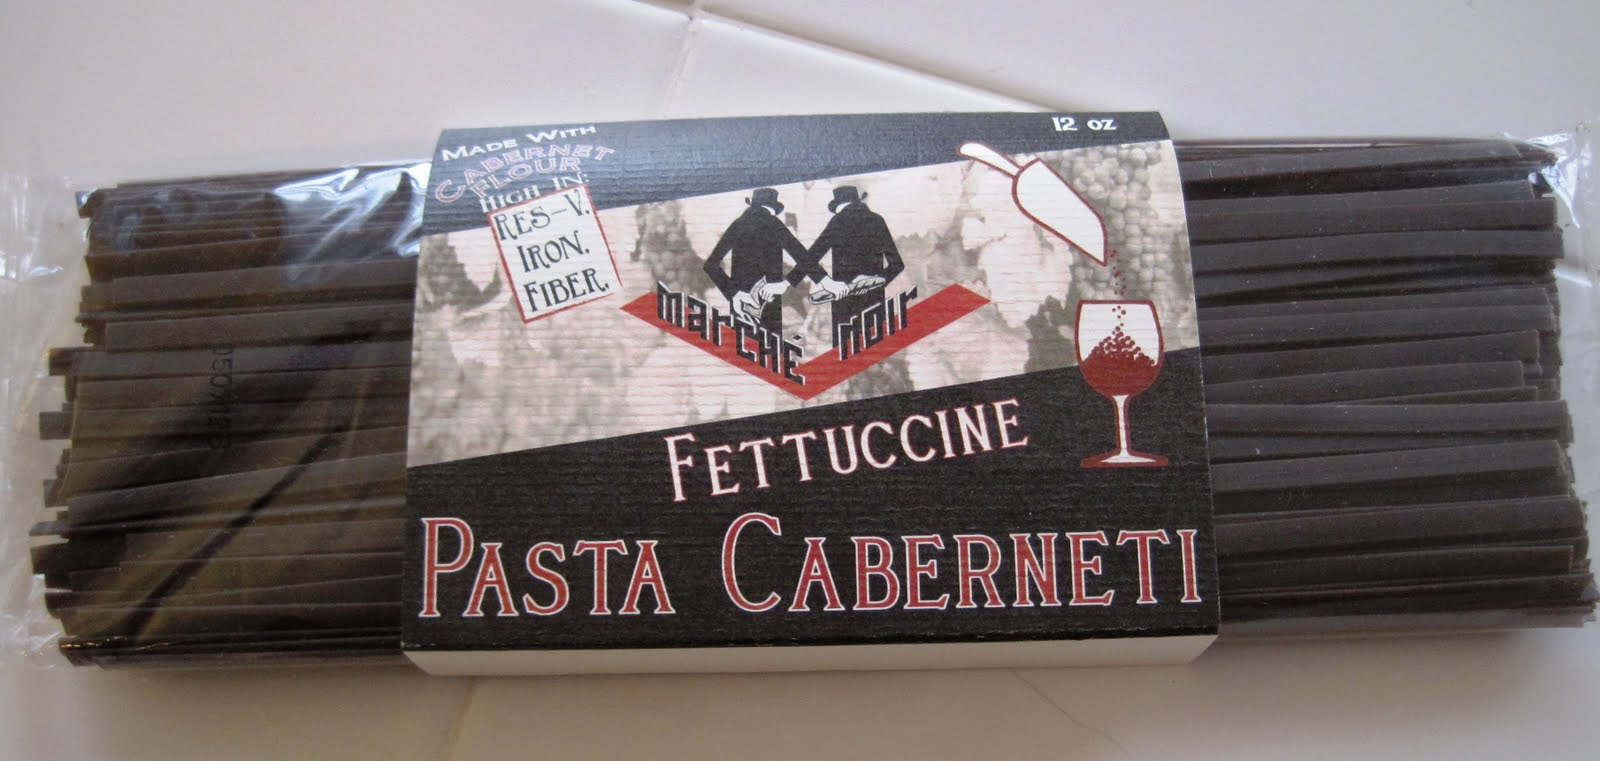 MADE WITH
CABERNET
FLOUR
HIGH IN:
RES-V.
IRON.
FIBER.
12 OZ
marCHÉ noir
FETTUCCINE
PASTA CABERNETI